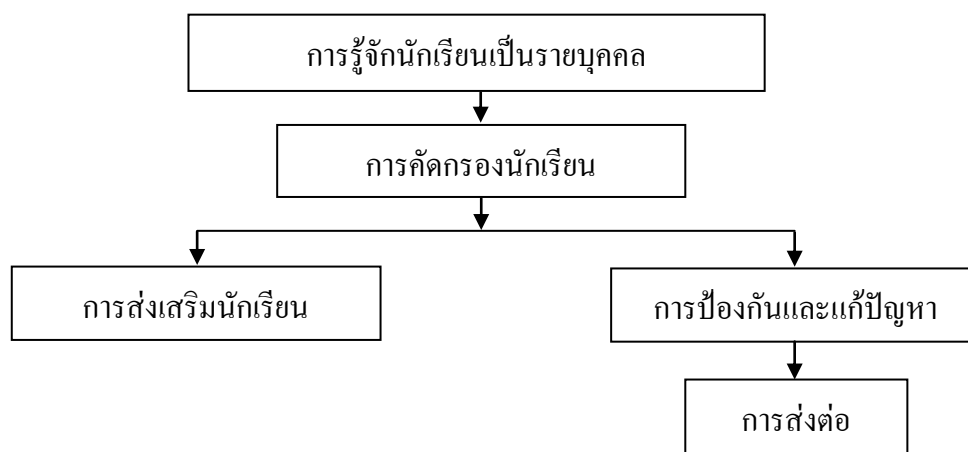 การรู้จักนักเรียนเป็นรายบุคคล
การคัดกรองนักเรียน
การส่งเสริมนักเรียน
การป้องกันและแก้ปัญหา
การส่งต่อ